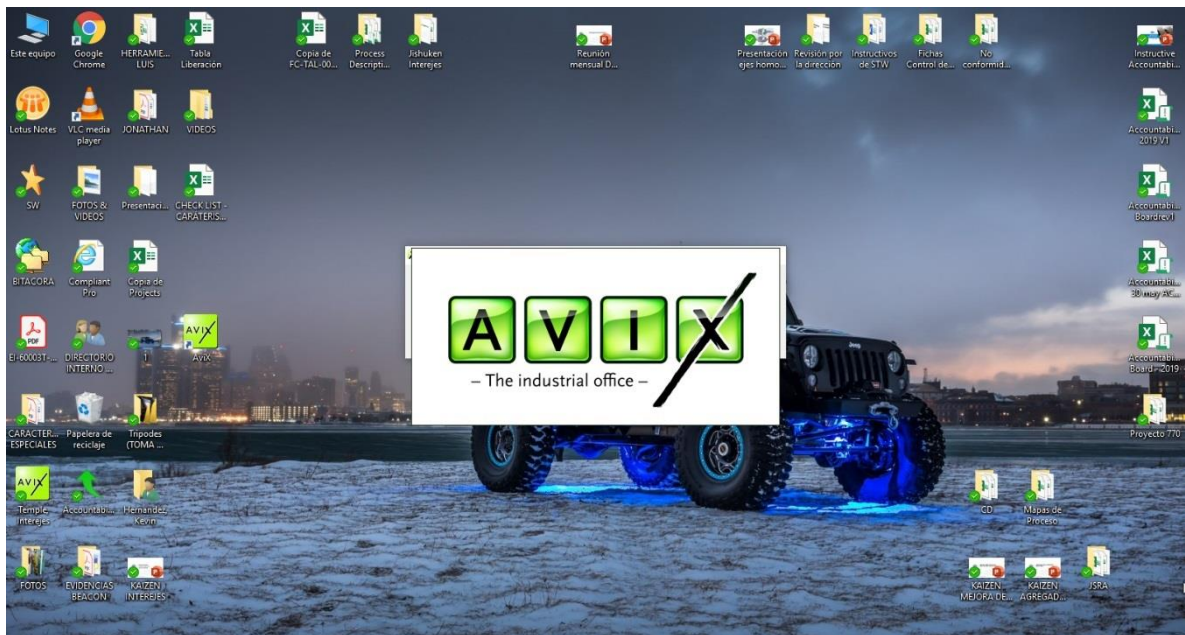 Este equipo
Google
Chrome
HERRAMIE...
LUIS
Tabla
Liberación
Copia de
FC-TAL-00...
Process
Descripti...
Jishuken
Interejes
Reunión
mensual D...
Presentación
ejes homo...
Revisión por
la dirección
Instructivos
de STW
Fichas
Control de...
No
conformid...
Instructive
Accountabi...
Lotus Notes
VLC media
player
JONATHAN
VIDEOS
Accountabi...
2019 V1
SW
FOTOS &
VIDEOS
Presentaci...
CHECK LIST -
CARATERIS...
Accountabi...
Boardrev1
BITACORA
Compliant
Pro
Copia de
Projects
Accountabi...
30 may AC...
AVIX
– The industrial office –
PDF
EI-60003T-...
DIRECTORIO
INTERNO ...
1
AVIX
AviX
Accountabi...
Board - 2019
CARACTER...
ESPECIALES
Papelera de
reciclaje
Tripodes
(TOMA ...
Proyecto 770
AVIX
Temple,
Interejes
Accountabi...
Hernandez,
Kevin
CD
Mapas de
Proceso
FOTOS
EVIDENCIAS
BEACON
KAIZEN
INTEREJES
KAIZEN
MEJORA DE...
KAIZEN
AGREGAD...
JSRA
Jeep